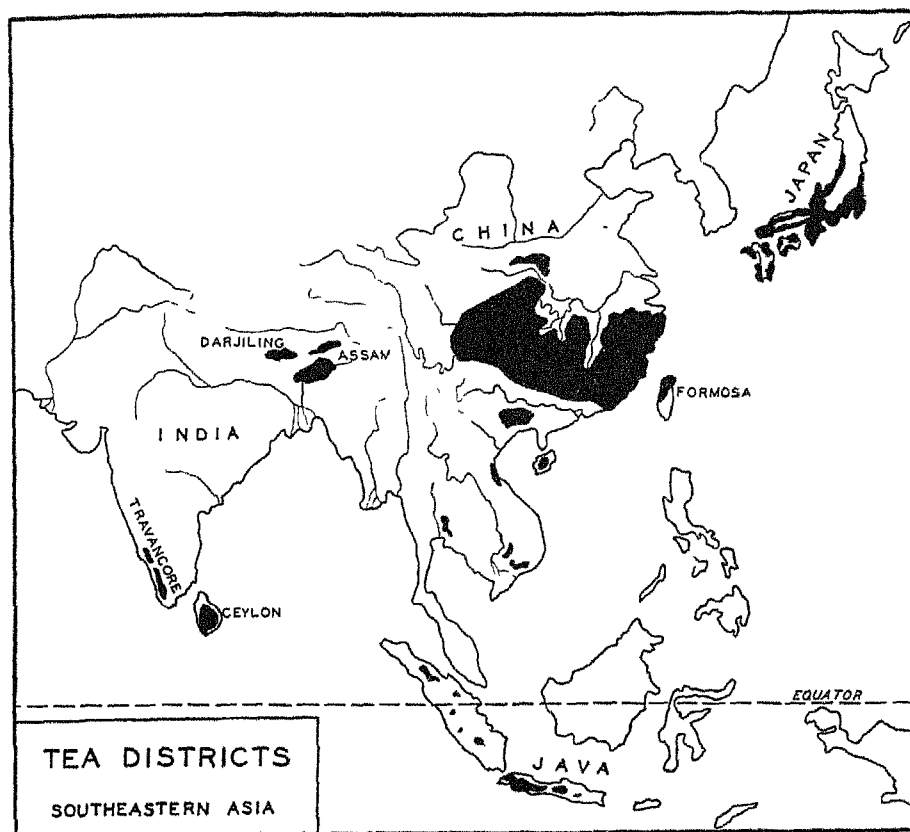 JAPAN
CHINA
DARJILING
ASSAM
FORMOSA
INDIA
TRAVANCORE
CEYLON
EQUATOR
JAVA
TEA DISTRICTS
SOUTHEASTERN ASIA